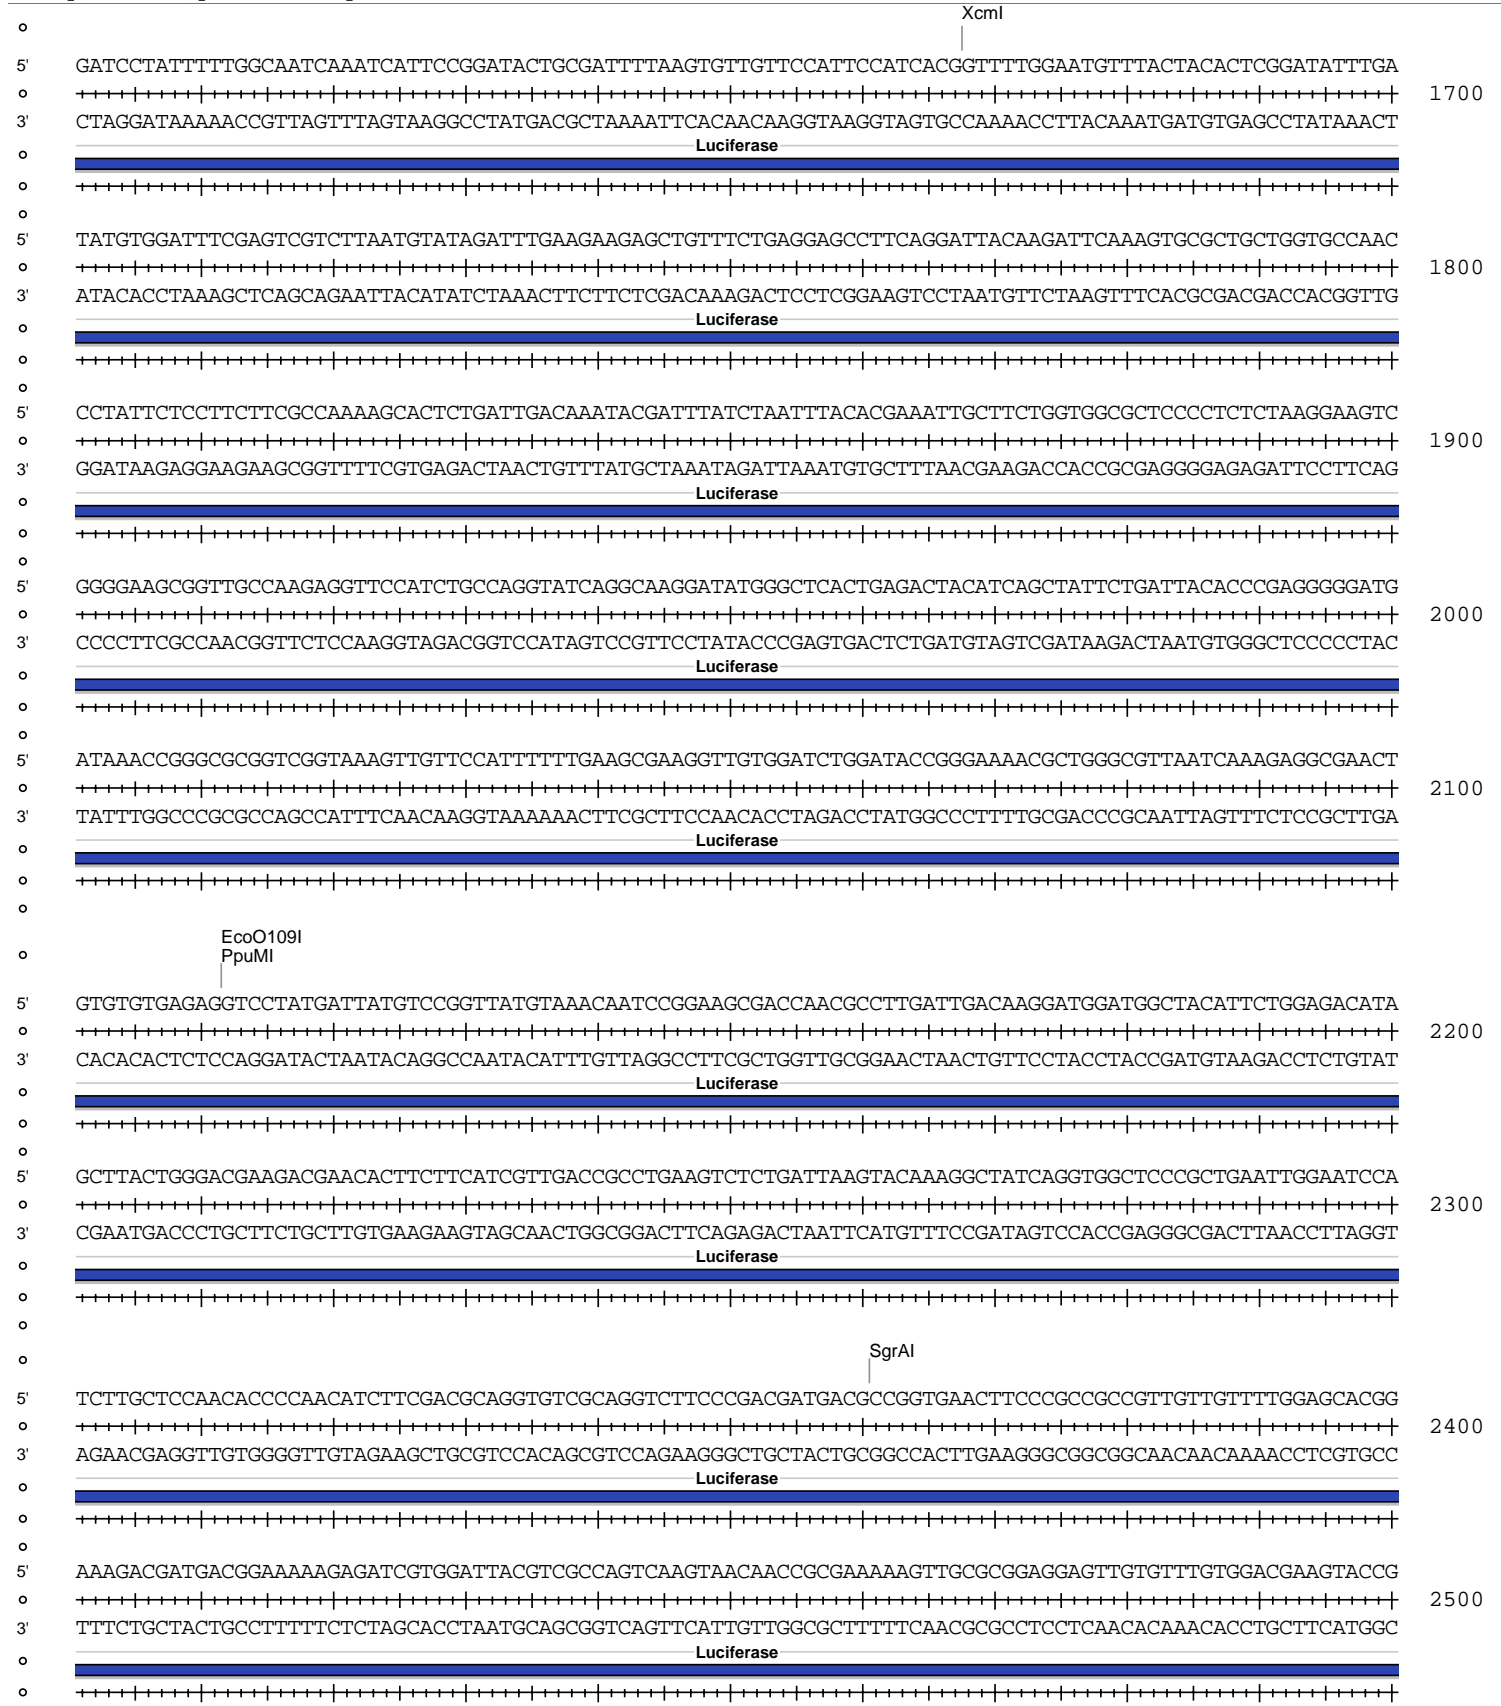 XcmI
5' GATCCTATTTTTGGCAATCAAATCATTCCGGATACTGCGATTTTAAGTGTTGTTCCATTCCATCACGGTTTTGGAATGTTTACTACACTCGGATATTTGA
1700
3' CTAGGATAAAAACCGTTAGTTTAGTAAGGCCTATGACGCTAAAATTCACAACAAGGTAAGGTAGTGCCAAAACCTTACAAATGATGTGAGCCTATAAACT
Luciferase
5' TATGTGGATTTCGAGTCGTCTTAATGTATAGATTTGAAGAAGAGCTGTTTCTGAGGAGCCTTCAGGATTACAAGATTCAAAGTGCGCTGCTGGTGCCAAC
1800
3' ATACACCTAAAGCTCAGCAGAATTACATATCTAAACTTCTTCTCGACAAAGACTCCTCGGAAGTCCTAATGTTCTAAGTTTCACGCGACGACCACGGTTG
Luciferase
5' CCTATTCTCCTTCTTCGCCAAAAGCACTCTGATTGACAAATACGATTTATCTAATTTACACGAAATTGCTTCTGGTGGCGCTCCCCTCTCTAAGGAAGTC
1900
3' GGATAAGAGGAAGAAGCGGTTTTCGTGAGACTAACTGTTTATGCTAAATAGATTAAATGTGCTTTAACGAAGACCACCGCGAGGGGAGAGATTCCTTCAG
Luciferase
5' GGGGAAGCGGTTGCCAAGAGGTTCCATCTGCCAGGTATCAGGCAAGGATATGGGCTCACTGAGACTACATCAGCTATTCTGATTACACCCGAGGGGGATG
2000
3' CCCCTTCGCCAACGGTTCTCCAAGGTAGACGGTCCATAGTCCGTTCCTATACCCGAGTGACTCTGATGTAGTCGATAAGACTAATGTGGGCTCCCCCTAC
Luciferase
5' ATAAACCGGGCGCGGTCGGTAAAGTTGTTCCATTTTTTGAAGCGAAGGTTGTGGATCTGGATACCGGGAAAACGCTGGGCGTTAATCAAAGAGGCGAACT
2100
3' TATTTGGCCCGCGCCAGCCATTTCAACAAGGTAAAAAACTTCGCTTCCAACACCTAGACCTATGGCCCTTTTGCGACCCGCAATTAGTTTCTCCGCTTGA
Luciferase
EcoO109I
PpuMI
5' GTGTGTGAGAGGTCCTATGATTATGTCCGGTTATGTAAACAATCCGGAAGCGACCAACGCCTTGATTGACAAGGATGGATGGCTACATTCTGGAGACATA
2200
3' CACACACTCTCCAGGATACTAATACAGGCCAATACATTTGTTAGGCCTTCGCTGGTTGCGGAACTAACTGTTCCTACCTACCGATGTAAGACCTCTGTAT
Luciferase
5' GCTTACTGGGACGAAGACGAACACTTCTTCATCGTTGACCGCCTGAAGTCTCTGATTAAGTACAAAGGCTATCAGGTGGCTCCCGCTGAATTGGAATCCA
2300
3' CGAATGACCCTGCTTCTGCTTGTGAAGAAGTAGCAACTGGCGGACTTCAGAGACTAATTCATGTTTCCGATAGTCCACCGAGGGCGACTTAACCTTAGGT
Luciferase
SgrAI
5' TCTTGCTCCAACACCCCAACATCTTCGACGCAGGTGTCGCAGGTCTTCCCGACGATGACGCCGGTGAACTTCCCGCCGCCGTTGTTGTTTTGGAGCACGG
2400
3' AGAACGAGGTTGTGGGGTTGTAGAAGCTGCGTCCACAGCGTCCAGAAGGGCTGCTACTGCGGCCACTTGAAGGGCGGCGGCAACAACAAAACCTCGTGCC
Luciferase
5' AAAGACGATGACGGAAAAAGAGATCGTGGATTACGTCGCCAGTCAAGTAACAACCGCGAAAAAGTTGCGCGGAGGAGTTGTGTTTGTGGACGAAGTACCG
2500
3' TTTCTGCTACTGCCTTTTTCTCTAGCACCTAATGCAGCGGTCAGTTCATTGTTGGCGCTTTTTCAACGCGCCTCCTCAACACAAACACCTGCTTCATGGC
Luciferase